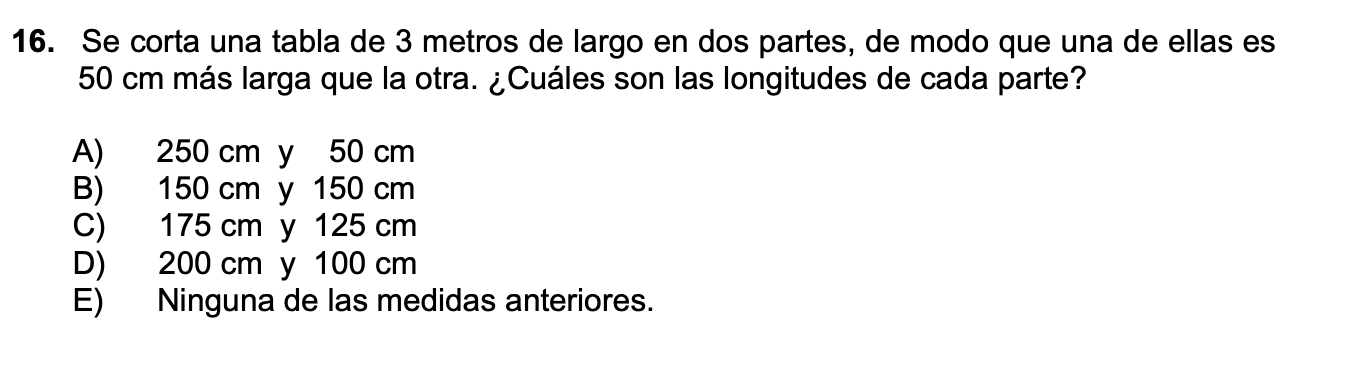 16. Se corta una tabla de 3 metros de largo en dos partes, de modo que una de ellas es
50 cm más larga que la otra. ¿Cuáles son las longitudes de cada parte?
A) 250 cm y 50 cm
B) 150 cm y 150 cm
C) 175 cm y 125 cm
D) 200 cm y 100 cm
E) Ninguna de las medidas anteriores.